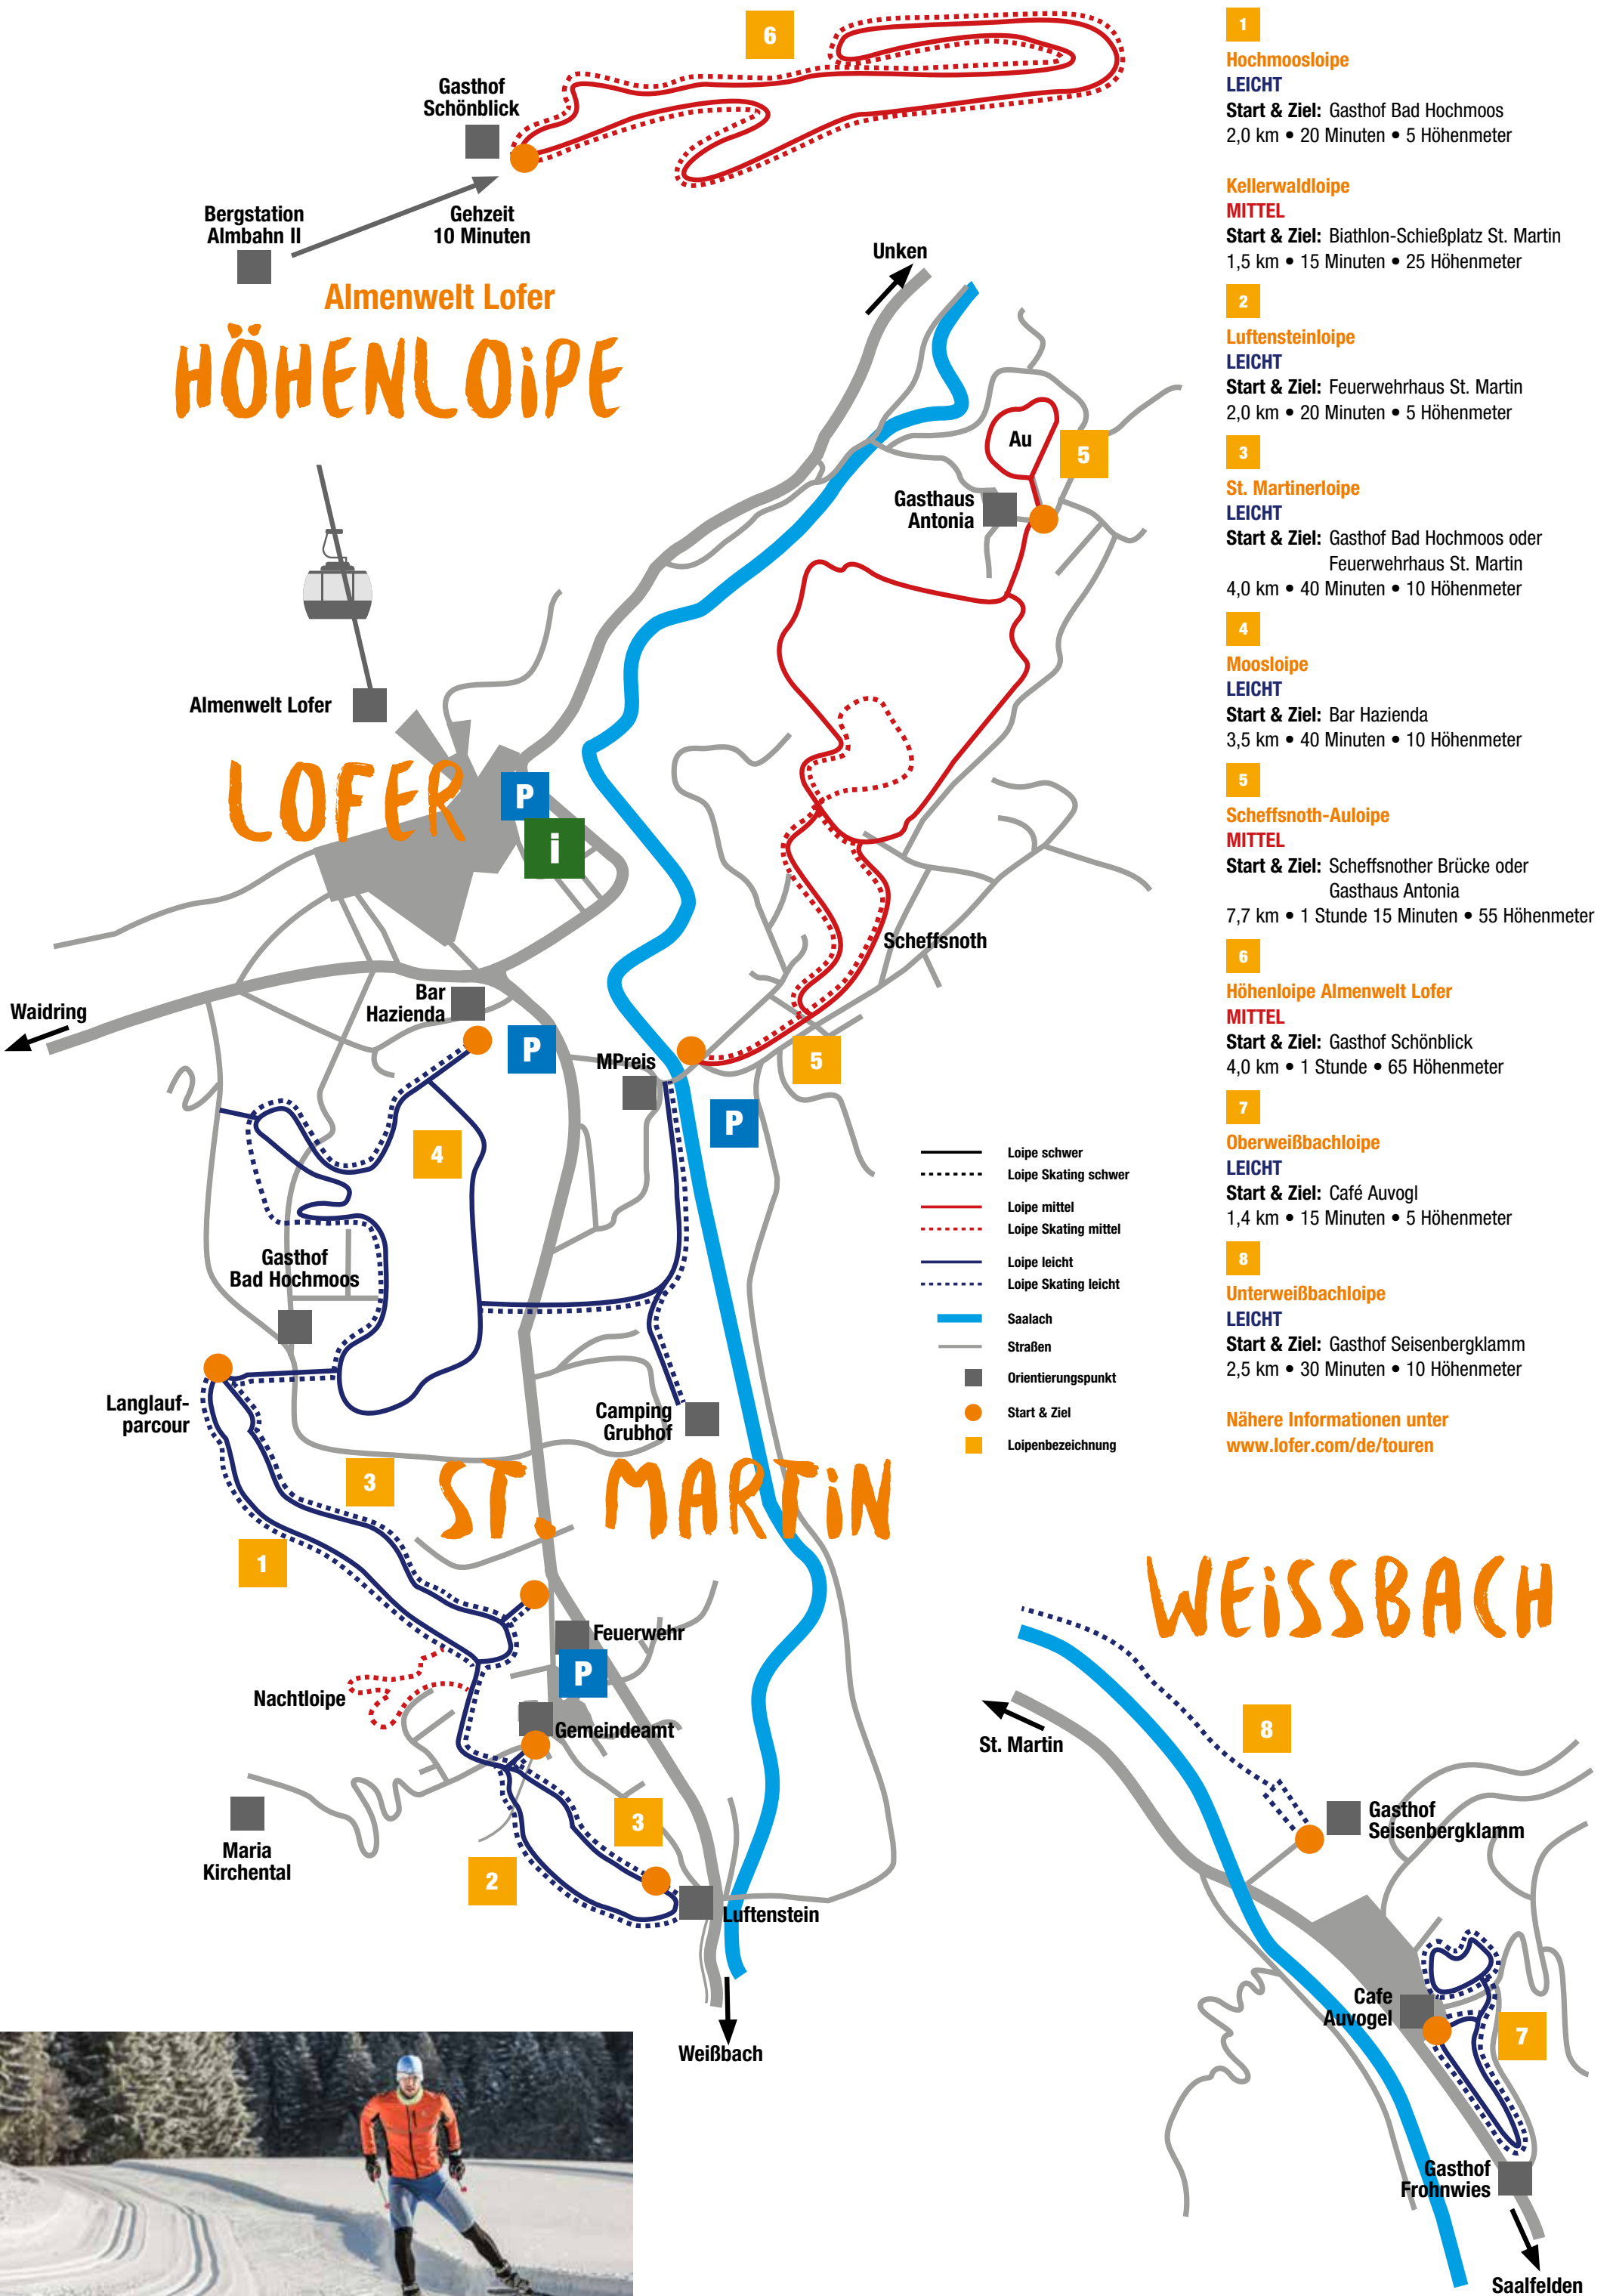 6
Gasthof
Schönblick
Bergstation
Almbahn II
Gehzeit
10 Minuten
Almenwelt Lofer
HÖHENLOiPE
Unken
Au
5
Gasthaus
Antonia
Almenwelt Lofer
LOFER
P
i
Scheffsnoth
Waidring
Bar
Hazienda
P
MPreis
5
P
4
Gasthof
Bad Hochmoos
Langlauf-
parcour
Camping
Grubhof
3
ST. MARTiN
1
Feuerwehr
P
Nachtloipe
Gemeindeamt
3
Maria
Kirchental
2
Luftenstein
Weißbach
1
Hochmoosloipe
LEICHT
Start & Ziel: Gasthof Bad Hochmoos
2,0 km • 20 Minuten • 5 Höhenmeter
Kellerwaldloipe
MITTEL
Start & Ziel: Biathlon-Schießplatz St. Martin
1,5 km • 15 Minuten • 25 Höhenmeter
2
Luftensteinloipe
LEICHT
Start & Ziel: Feuerwehrhaus St. Martin
2,0 km • 20 Minuten • 5 Höhenmeter
3
St. Martinerloipe
LEICHT
Start & Ziel: Gasthof Bad Hochmoos oder
Feuerwehrhaus St. Martin
4,0 km • 40 Minuten • 10 Höhenmeter
4
Moosloipe
LEICHT
Start & Ziel: Bar Hazienda
3,5 km • 40 Minuten • 10 Höhenmeter
5
Scheffsnoth-Auloipe
MITTEL
Start & Ziel: Scheffsnother Brücke oder
Gasthaus Antonia
7,7 km • 1 Stunde 15 Minuten • 55 Höhenmeter
6
Höhenloipe Almenwelt Lofer
MITTEL
Start & Ziel: Gasthof Schönblick
4,0 km • 1 Stunde • 65 Höhenmeter
7
Oberweißbachloipe
LEICHT
Start & Ziel: Café Auvogl
1,4 km • 15 Minuten • 5 Höhenmeter
8
Unterweißbachloipe
LEICHT
Start & Ziel: Gasthof Seisenbergklamm
2,5 km • 30 Minuten • 10 Höhenmeter
Nähere Informationen unter
www.lofer.com/de/touren
Loipe schwer
Loipe Skating schwer
Loipe mittel
Loipe Skating mittel
Loipe leicht
Loipe Skating leicht
Saalach
Straßen
Orientierungspunkt
Start & Ziel
Loipenbezeichnung
WEiSSBACH
St. Martin
8
Gasthof
Seisenbergklamm
Cafe
Auvogel
7
Gasthof
Frohnwies
Saalfelden